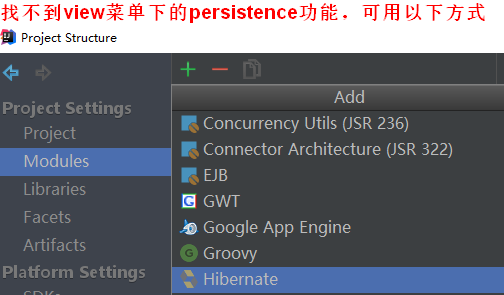 找不到view菜单下的persistence功能．可用以下方式
Project Structure
Add
Project Settings
Project
Modules
Libraries
Facets
Artifacts
Platform Settings
SDKs
Concurrency Utils (JSR 236)
Connector Architecture (JSR 322)
EJB
GWT
Google App Engine
Groovy
Hibernate